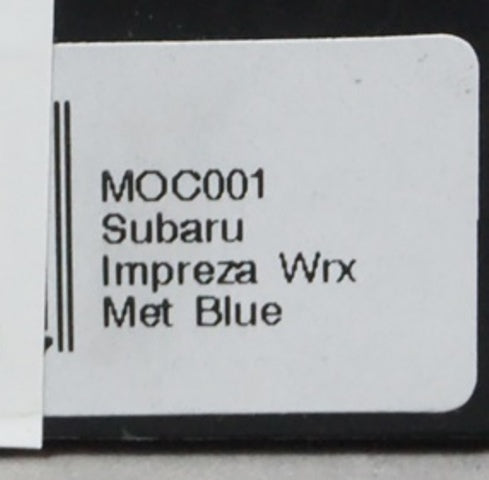 MOC001
Subaru
Impreza Wrx
Met Blue